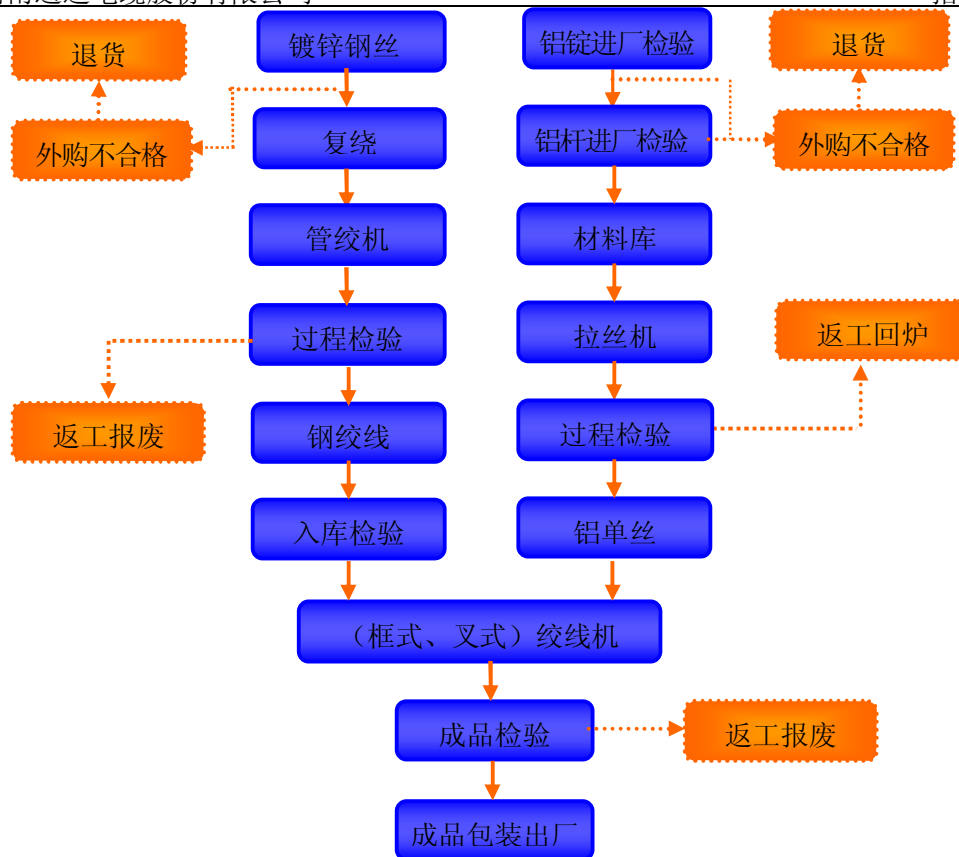 退货
镀锌钢丝
铝锭进厂检验
退货
外购不合格
复绕
铝杆进厂检验
外购不合格
管绞机
材料库
过程检验
拉丝机
返工回炉
返工报废
钢绞线
过程检验
入库检验
铝单丝
（框式、叉式）绞线机
成品检验
返工报废
成品包装出厂